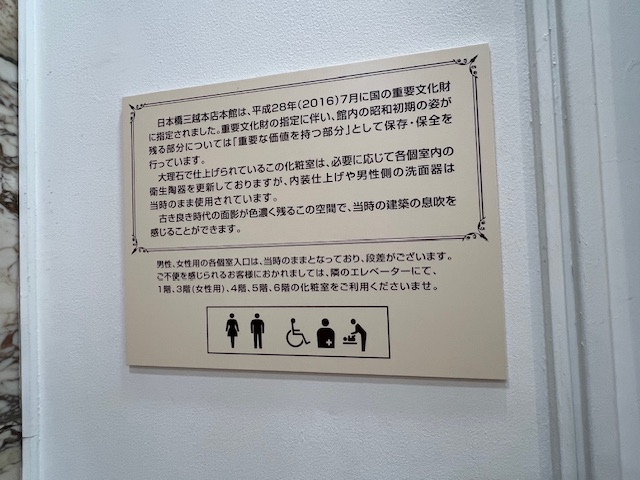 日本橋三越本店本館は、平成28年(2016)7月に国の重要文化財
に指定されました。重要文化財の指定に伴い、館内の昭和初期の姿が
残る部分については「重要な価値を持つ部分」として保存・保全を
行っています。
大理石で仕上げられているこの化粧室は、必要に応じて各個室内の
衛生陶器を更新しておりますが、内装仕上げや男性側の洗面器は
当時のまま使用されています。
古き良き時代の面影が色濃く残るこの空間で、当時の建築の息吹を
感じることができます。
男性、女性用の各個室入口は、当時のままとなっており、段差がございます。
ご不便を感じられるお客様におかれましては、隣のエレベーターにて、
1階、3階(女性用)、4階、5階、6階の化粧室をご利用くださいませ。